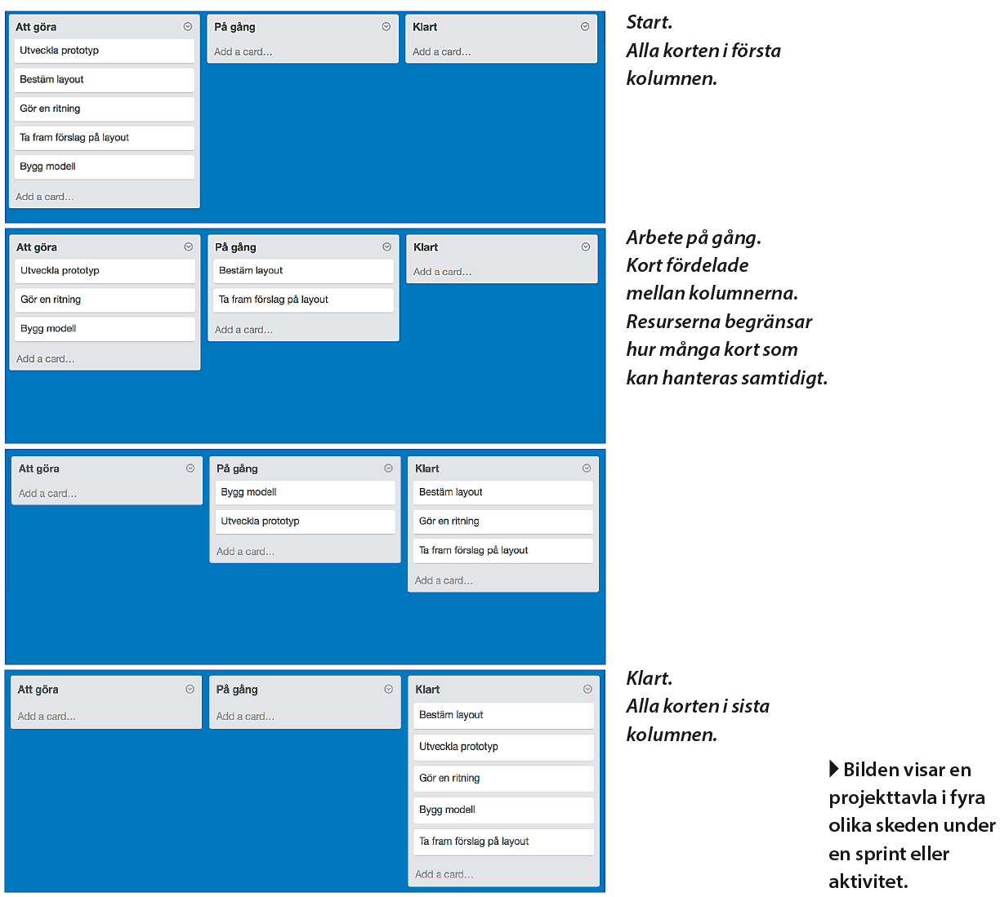 Att göra
Utveckla prototyp
Bestäm layout
Gör en ritning
Ta fram förslag på layout
Bygg modell
Add a card...
På gång
Add a card...
Klart
Add a card...
Start.
Alla korten i första
kolumnen.
Att göra
Utveckla prototyp
Gör en ritning
Bygg modell
Add a card...
På gång
Bestäm layout
Ta fram förslag på layout
Add a card...
Klart
Add a card...
Arbete på gång.
Kort fördelade
mellan kolumnerna.
Resurserna begränsar
hur många kort som
kan hanteras samtidigt.
Att göra
Add a card...
På gång
Bygg modell
Utveckla prototyp
Add a card...
Klart
Bestäm layout
Gör en ritning
Ta fram förslag på layout
Add a card...
Att göra
Add a card...
På gång
Add a card...
Klart
Bestäm layout
Utveckla prototyp
Gör en ritning
Bygg modell
Ta fram förslag på layout
Add a card...
Klart.
Alla korten i sista
kolumnen.
Bilden visar en
projekttavla i fyra
olika skeden under
en sprint eller
aktivitet.